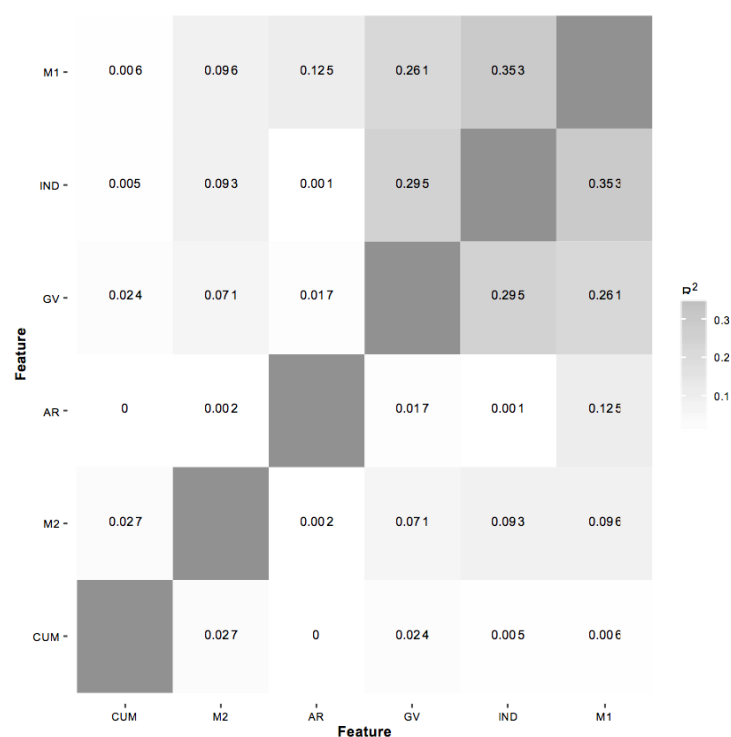 M1 0.006 0.096 0.125 0.261 0.353
IND 0.005 0.093 0.001 0.295 0.353
GV 0.024 0.071 0.017 0.295 0.261
AR 0 0.002 0.017 0.001 0.125
M2 0.027 0.002 0.071 0.093 0.096
CUM 0.027 0 0.024 0.005 0.006
CUM M2 AR GV IND M1
Feature
Feature
R²
0.3
0.2
0.1